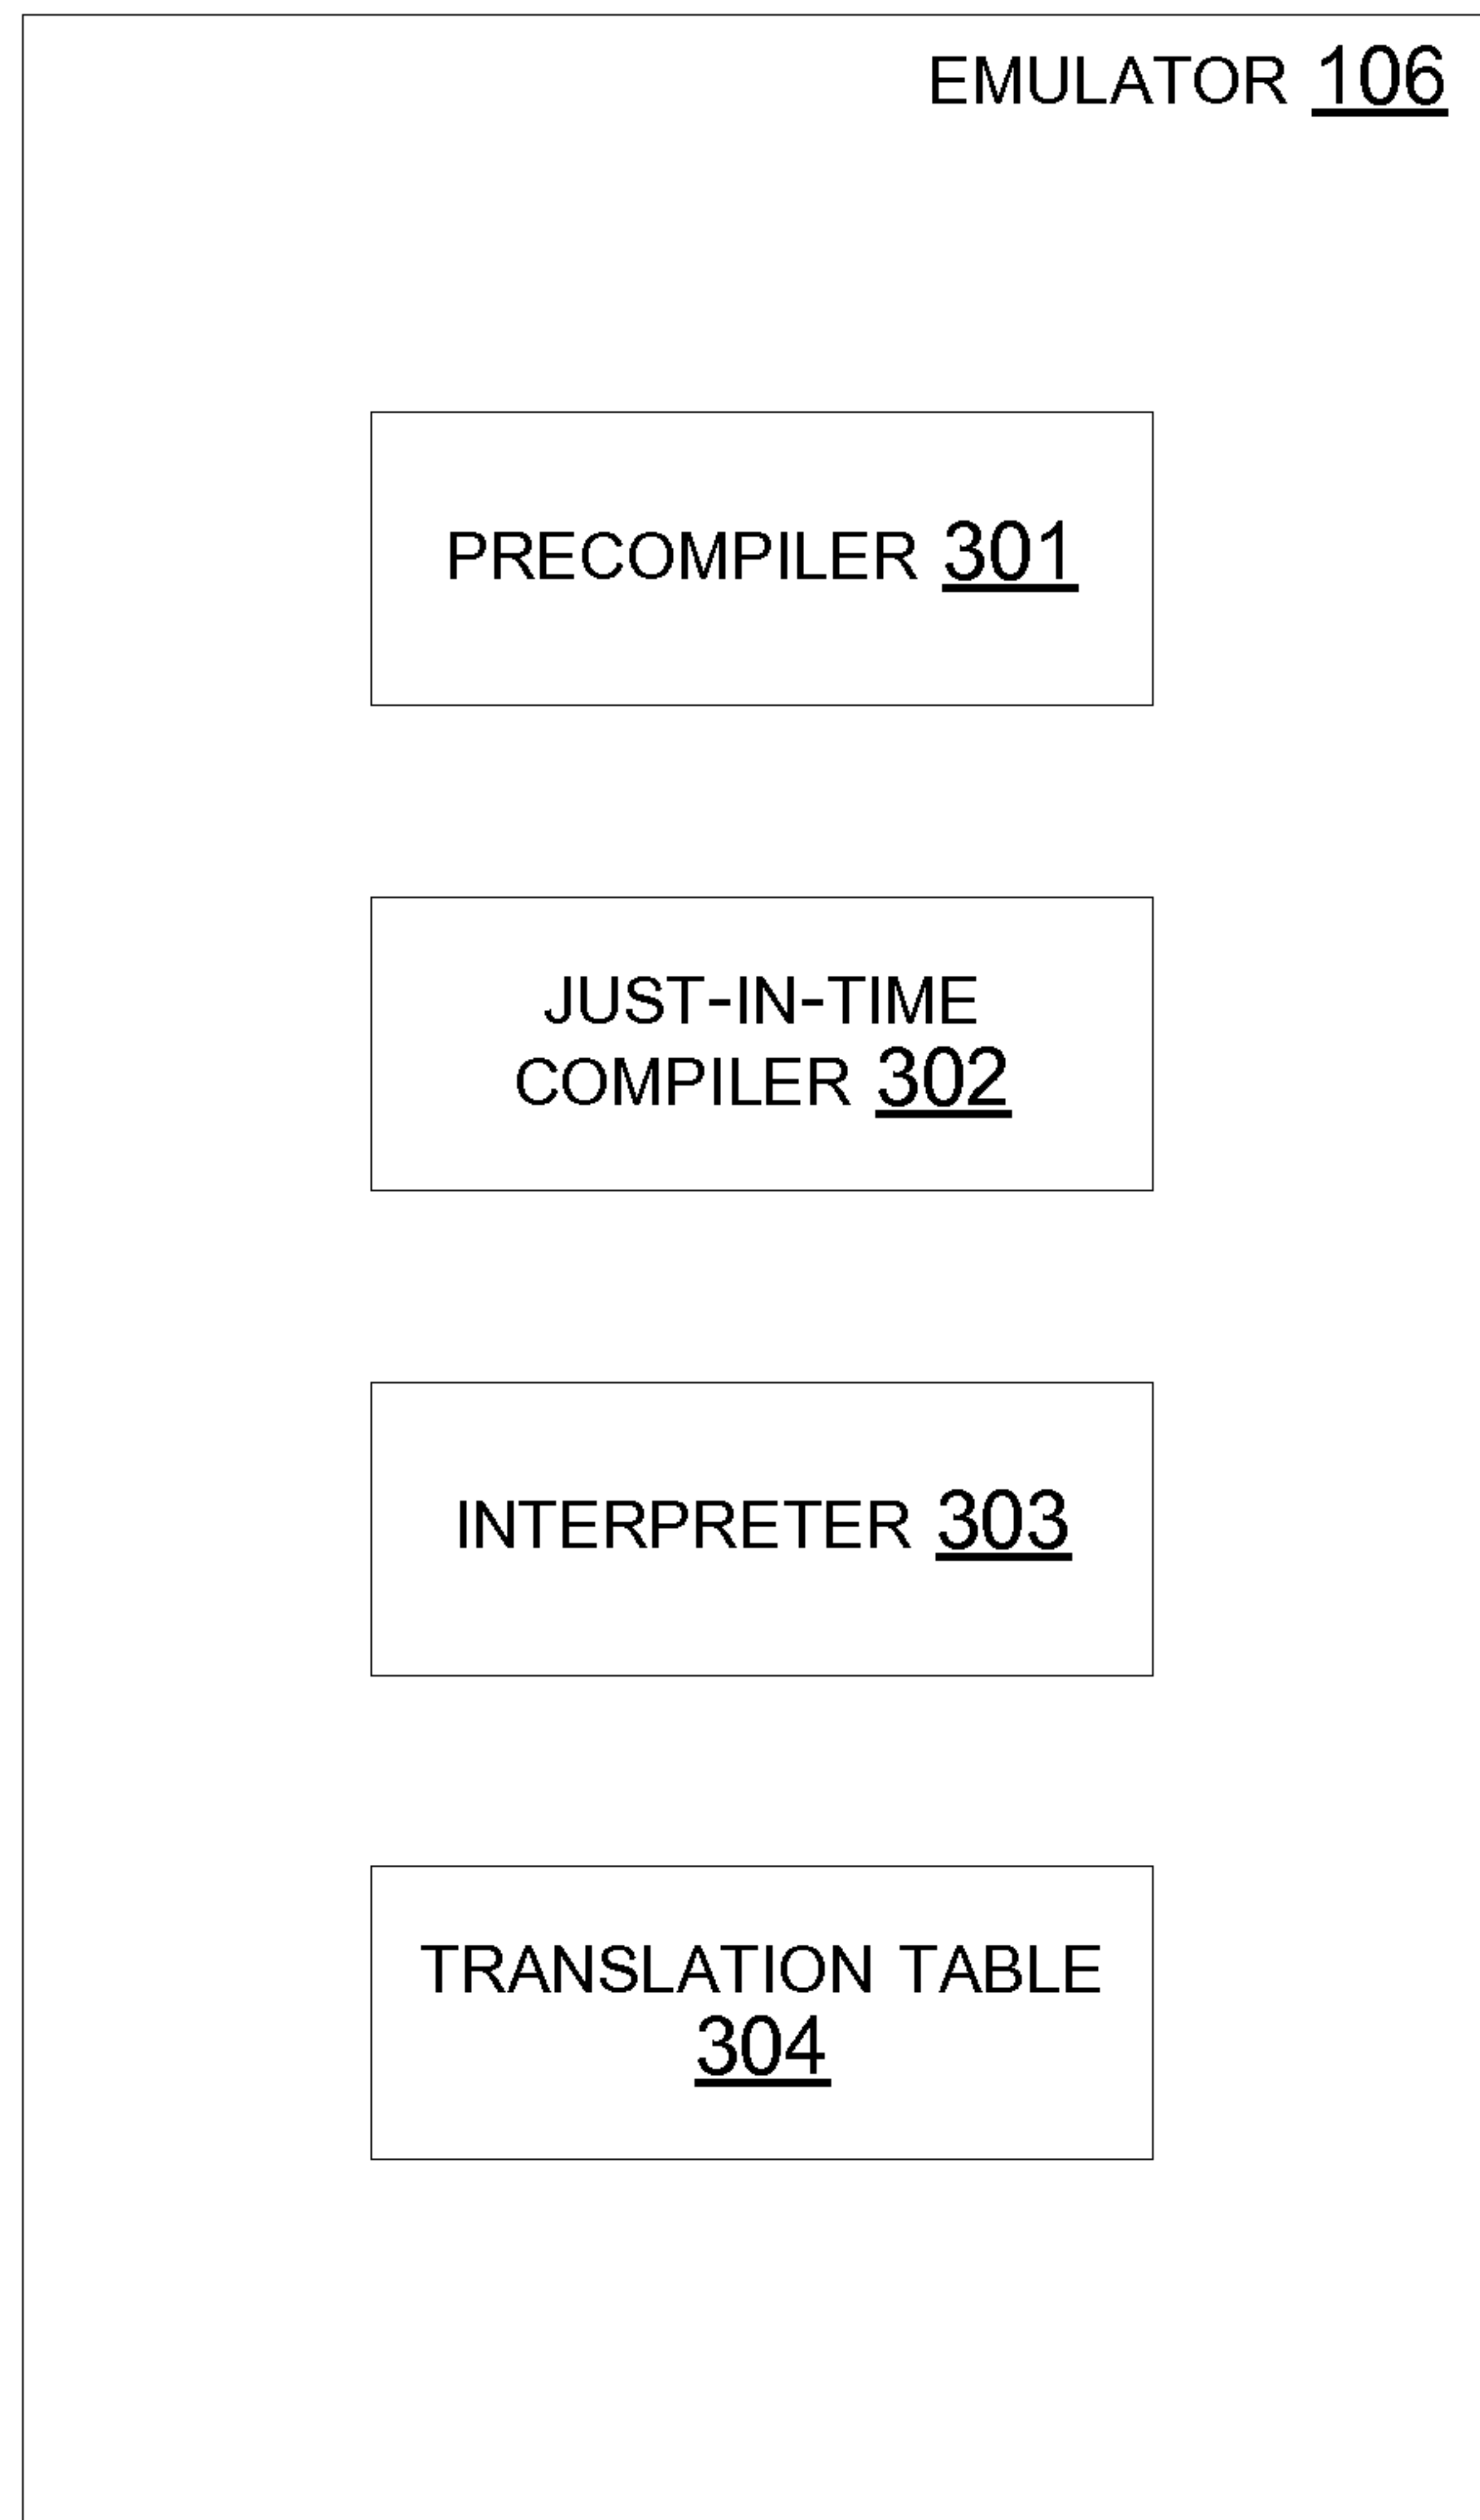 EMULATOR 106
PRECOMPILER 301
JUST-IN-TIME
COMPILER 302
INTERPRETER 303
TRANSLATION TABLE
304